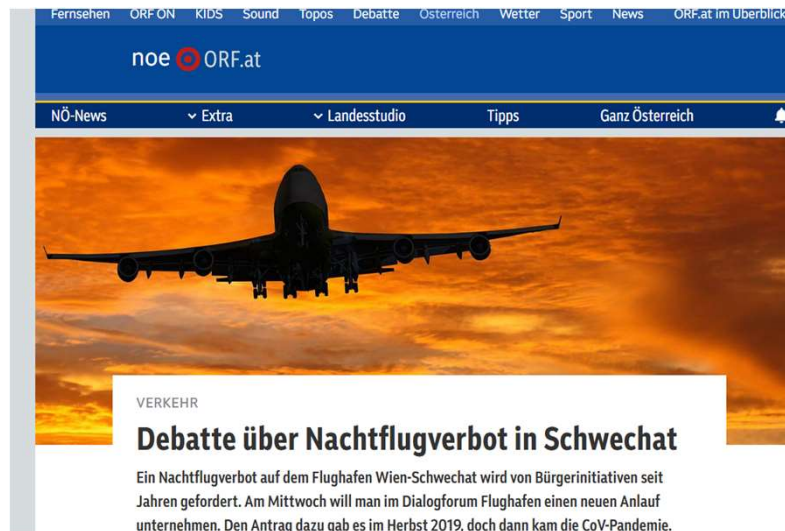 Fernsehen ORF ON KIDS Sound Topos Debatte Österreich Wetter Sport News ORF.at im Überblick
noe ORF.at
NÖ-News Extra Landesstudio Tipps Ganz Österreich
VERKEHR
Debatte über Nachtflugverbot in Schwechat
Ein Nachtflugverbot auf dem Flughafen Wien-Schwechat wird von Bürgerinitiativen seit
Jahren gefordert. Am Mittwoch will man im Dialogforum Flughafen einen neuen Anlauf
unternehmen. Den Antrag dazu gab es im Herbst 2019, doch dann kam die CoV-Pandemie.